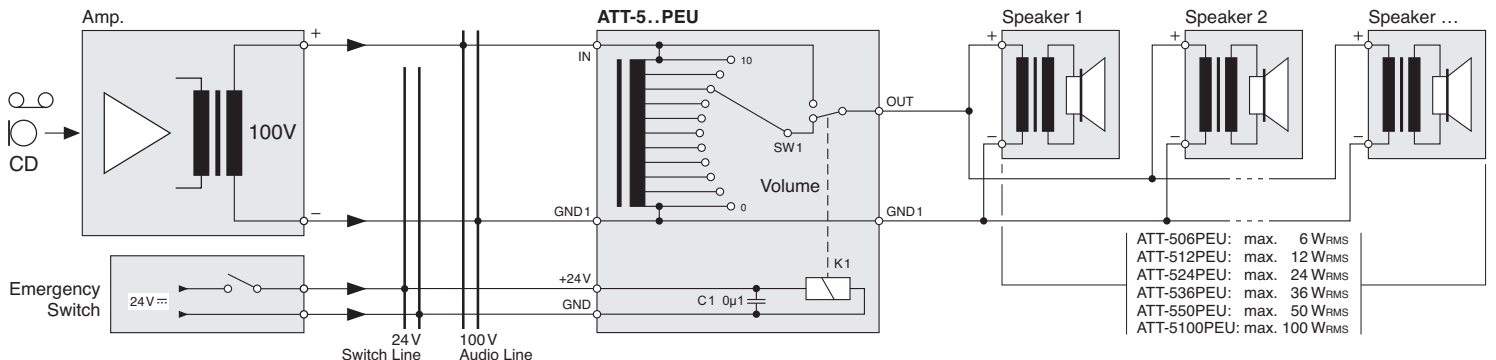 Amp.
ATT-5..PEU
Speaker 1
Speaker 2
Speaker ...
+
IN
10
+
+
+
OUT
100V
CD
SW1
–
–
–
Volume
–
GND1
0
GND1
K1
+24V
Emergency
Switch
24V
C1 0µ1
GND
24V
Switch Line
100V
Audio Line
ATT-506PEU: max. 6 WRMS
ATT-512PEU: max. 12 WRMS
ATT-524PEU: max. 24 WRMS
ATT-536PEU: max. 36 WRMS
ATT-550PEU: max. 50 WRMS
ATT-5100PEU: max. 100 WRMS